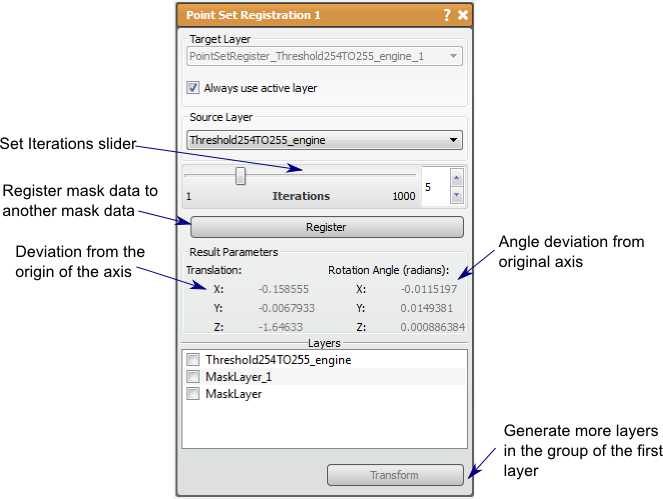 Point Set Registration 1
Target Layer
PointSetRegister_Threshold254TO255_engine_1
Always use active layer
Source Layer
Threshold254TO255_engine
Set Iterations slider
1 Iterations 1000 5
Register mask data to
another mask data
Register
Deviation from the
origin of the axis
Result Parameters
Translation: Rotation Angle (radians):
X: -0.158555 X: -0.0115197
Y: -0.0067933 Y: 0.0149381
Z: -1.64633 Z: 0.000886384
Angle deviation from
original axis
Layers
Threshold254TO255_engine
MaskLayer_1
MaskLayer
Transform
Generate more layers
in the group of the first
layer